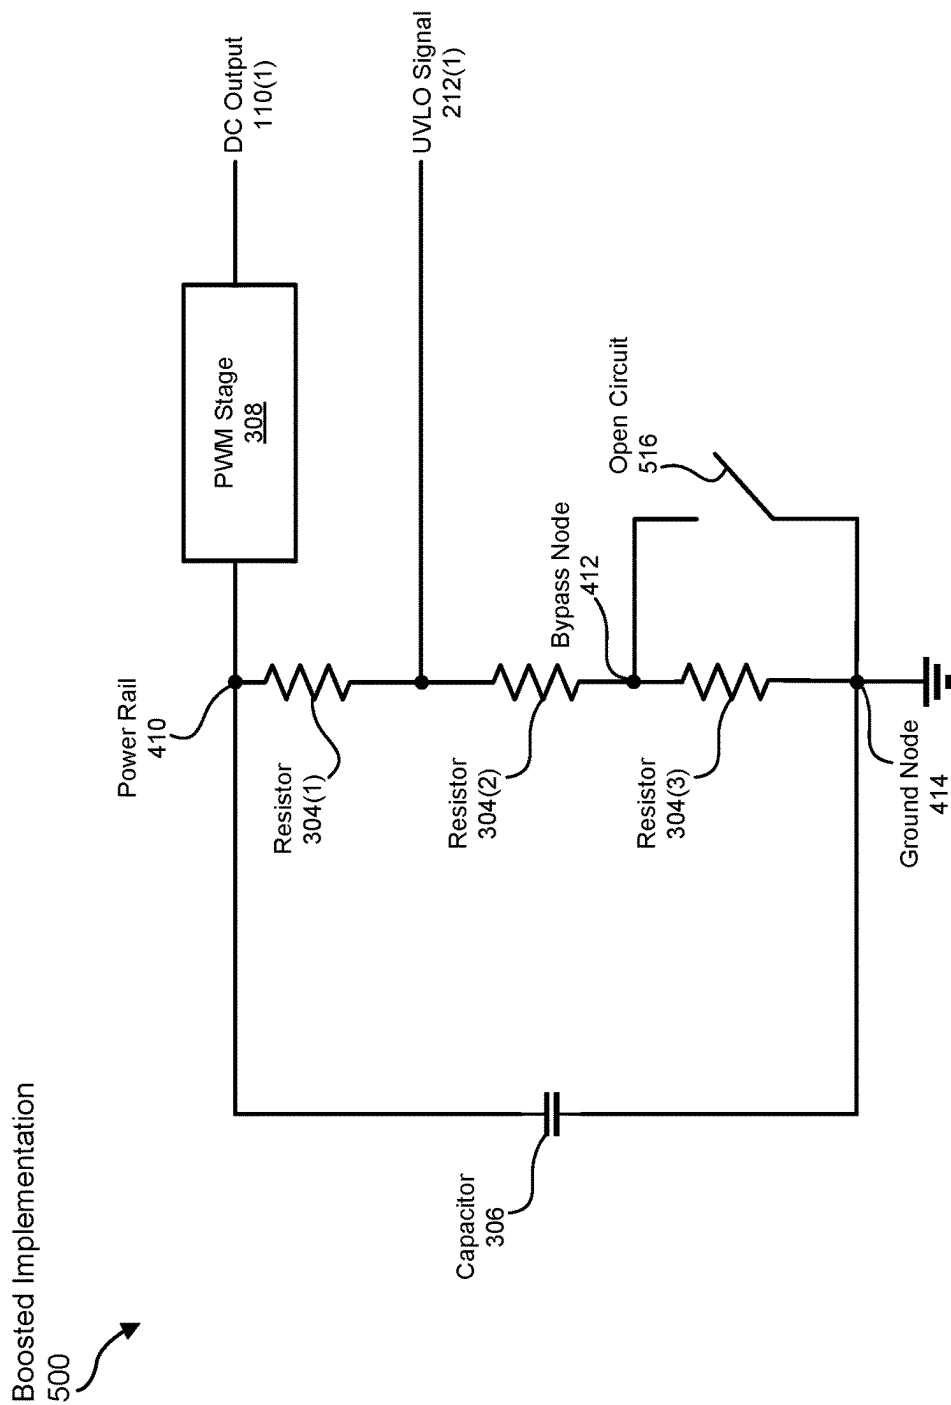 Boosted Implementation
500
Power Rail
410
PWM Stage
308
DC Output
110(1)
Resistor
304(1)
UVLO Signal
212(1)
Capacitor
306
Resistor
304(2)
Bypass Node
412
Open Circuit
516
Resistor
304(3)
Ground Node
414